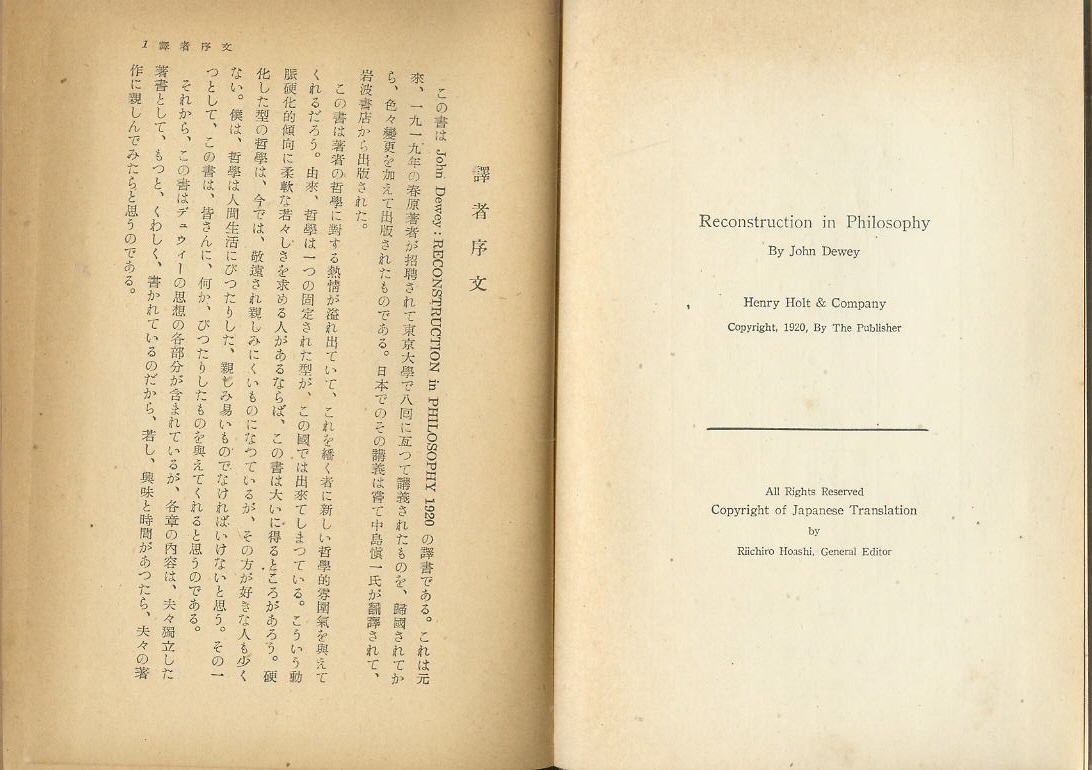 Reconstruction in Philosophy
By John Dewey
Henry Holt & Company
Copyright, 1920, By The Publisher
All Rights Reserved
Copyright of Japanese Translation
by
Riichiro Hoashi, General Editor
1 譯者序文
譯者序文
この書は John Dewey: RECONSTRUCTION in PHILOSOPHY 1920 の譯書である。これは元
來、一九一九年の春原著者が招聘されて東京大學で八囘に亙つて講義されたものを、歸國されてか
ら、色々變更を加えて出版されたものである。日本でのその講義は嘗て中島愼一氏が飜譯されて、
岩波書店から出版された。
この書は著者の哲學に對する熱情が溢れ出ていて、これを繙く者に新しい哲學的雰圍氣を與えて
くれるだろう。由來、哲學は一つの固定された型が、この國では出來てしまつている。こういう動
脈硬化的傾向に柔軟な若々しさを求める人があるならば、この書は大いに得るところがあろう。硬
化した型の哲學は、今では、敬遠され親しみにくいものになつているが、その方が好きな人も少く
ない。僕は、哲學は人間生活にぴつたりした、親しみ易いものでなければいけないと思う。その一
つとして、この書は、皆さんに、何か、ぴつたりしたものを與えてくれると思うのである。
それから、この書はデュウィーの思想の各部分が含まれているが、各章の內容は、夫々獨立した
著書として、もつと、くわしく、書かれているのだから、若し、興味と時間があつたら、夫々の著
作に親しんでみたらと思うのである。